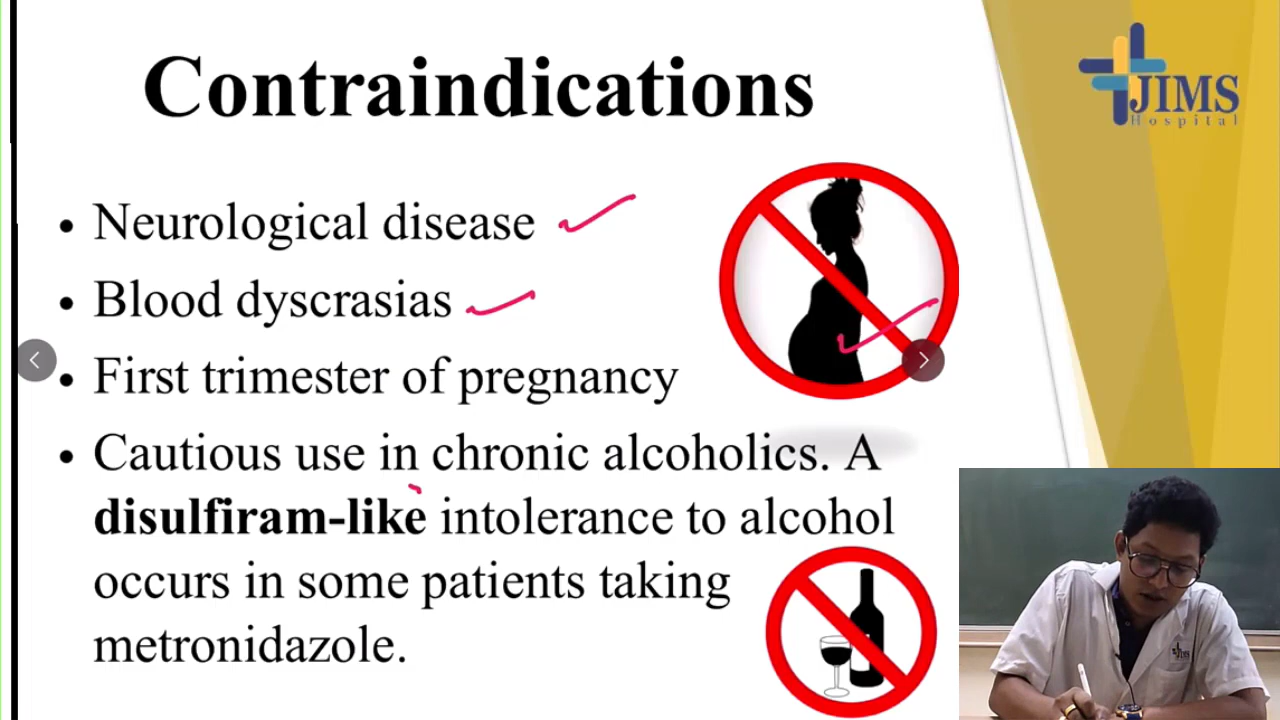 Contraindications
JIMS
Hospital
• Neurological disease
• Blood dyscrasias
• First trimester of pregnancy
• Cautious use in chronic alcoholics. A
disulfiram-like intolerance to alcohol
occurs in some patients taking
metronidazole.
JIMS